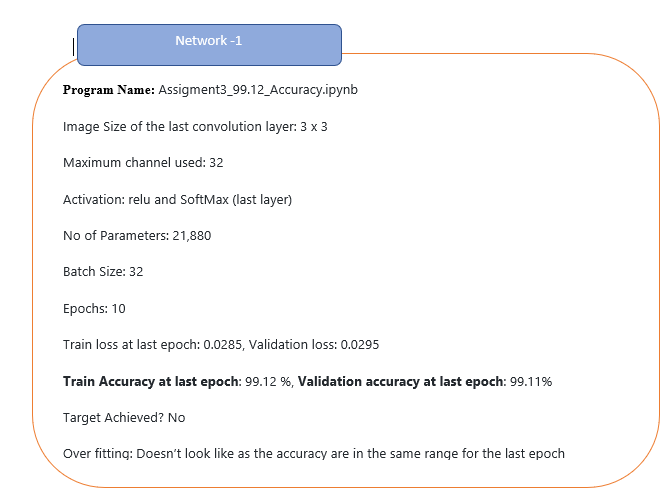 Network -1
Program Name: Assigment3_99.12_Accuracy.ipynb
Image Size of the last convolution layer: 3 x 3
Maximum channel used: 32
Activation: relu and SoftMax (last layer)
No of Parameters: 21,880
Batch Size: 32
Epochs: 10
Train loss at last epoch: 0.0285, Validation loss: 0.0295
Train Accuracy at last epoch: 99.12 %, Validation accuracy at last epoch: 99.11%
Target Achieved? No
Over fitting: Doesn’t look like as the accuracy are in the same range for the last epoch